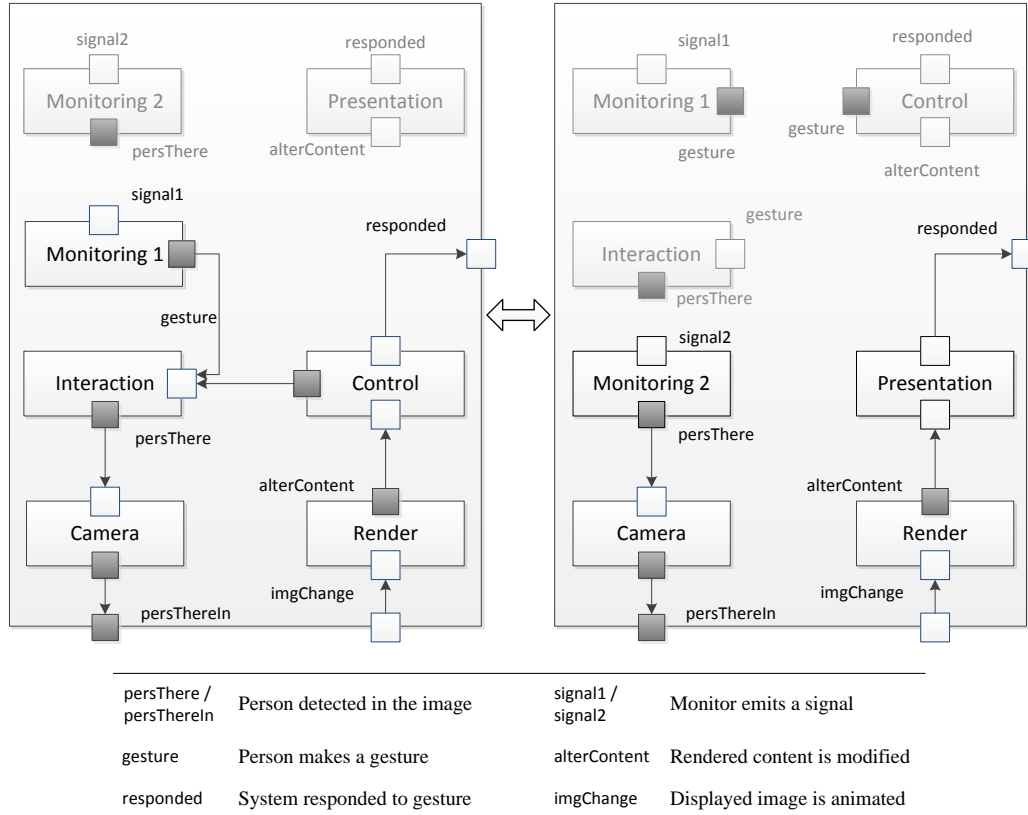 signal2
Monitoring 2
persThere
responded
Presentation
alterContent
signal1
Monitoring 1
gesture
responded
Interaction
persThere
Control
Camera
alterContent
Render
persThereIn
imgChange
signal1
Monitoring 1
gesture
responded
Control
gesture
alterContent
gesture
Interaction
persThere
responded
signal2
Monitoring 2
persThere
Presentation
Camera
alterContent
Render
persThereIn
imgChange
persThere / persThereIn Person detected in the image
signal1 / signal2 Monitor emits a signal
gesture Person makes a gesture
alterContent Rendered content is modified
responded System responded to gesture
imgChange Displayed image is animated